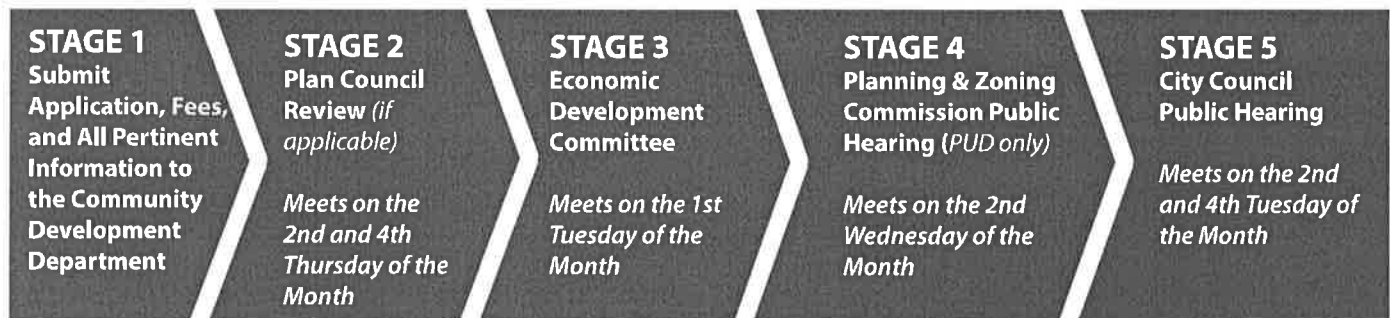 STAGE 1
Submit
Application, Fees,
and All Pertinent
Information to
the Community
Development
Department
STAGE 2
Plan Council
Review (if
applicable)
Meets on the
2nd and 4th
Thursday of the
Month
STAGE 3
Economic
Development
Committee
Meets on the 1st
Tuesday of the
Month
STAGE 4
Planning & Zoning
Commission Public
Hearing (PUD only)
Meets on the 2nd
Wednesday of the
Month
STAGE 5
City Council
Public Hearing
Meets on the 2nd
and 4th Tuesday of
the Month